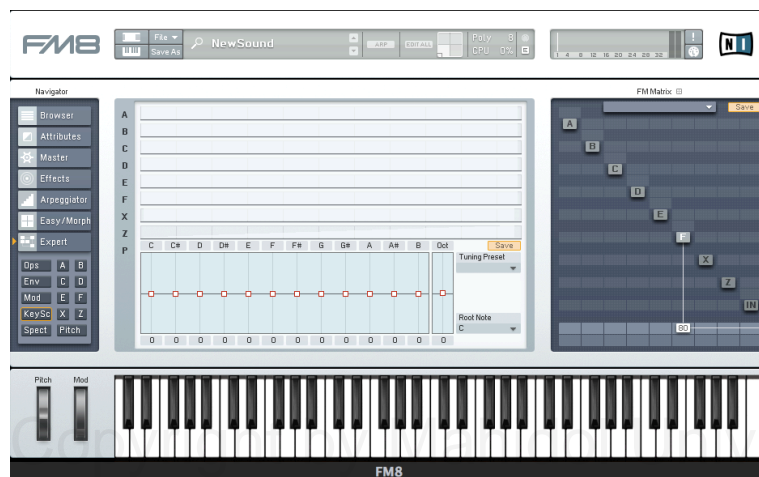 FM8
File
Save As
NewSound
ARP
EDIT ALL
Poly 8
CPU 0%
1 4 8 12 16 20 24 28 32
!
NI
Navigator
FM Matrix
Browser
Attributes
Master
Effects
Arpeggiator
Easy/Morph
Expert
Ops A B
Env C D
Mod E F
KeySc X Z
Spect Pitch
A
B
C
D
E
F
X
Z
P
C C# D D# E F F# G G# A A# B Oct
0 0 0 0 0 0 0 0 0 0 0 0 0
Save
Tuning Preset
Root Note
C
Save
A
B
C
D
E
F
X
Z
IN
80
Pitch Mod
FM8